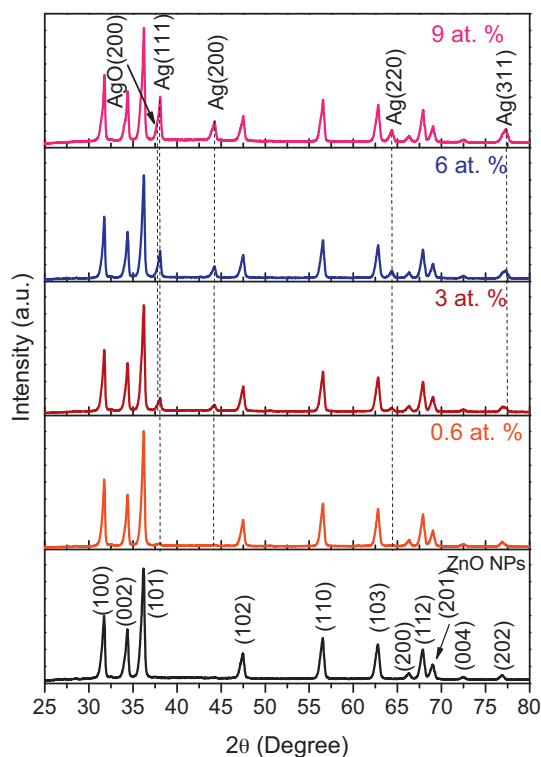 9 at. %
AgO(200)
Ag(111)
Ag(200)
Ag(220)
Ag(311)
6 at. %
3 at. %
0.6 at. %
ZnO NPs
(100)
(002)
(101)
(102)
(110)
(103)
(200)
(112)
(201)
(004)
(202)
Intensity (a.u.)
25 30 35 40 45 50 55 60 65 70 75 80
2θ (Degree)